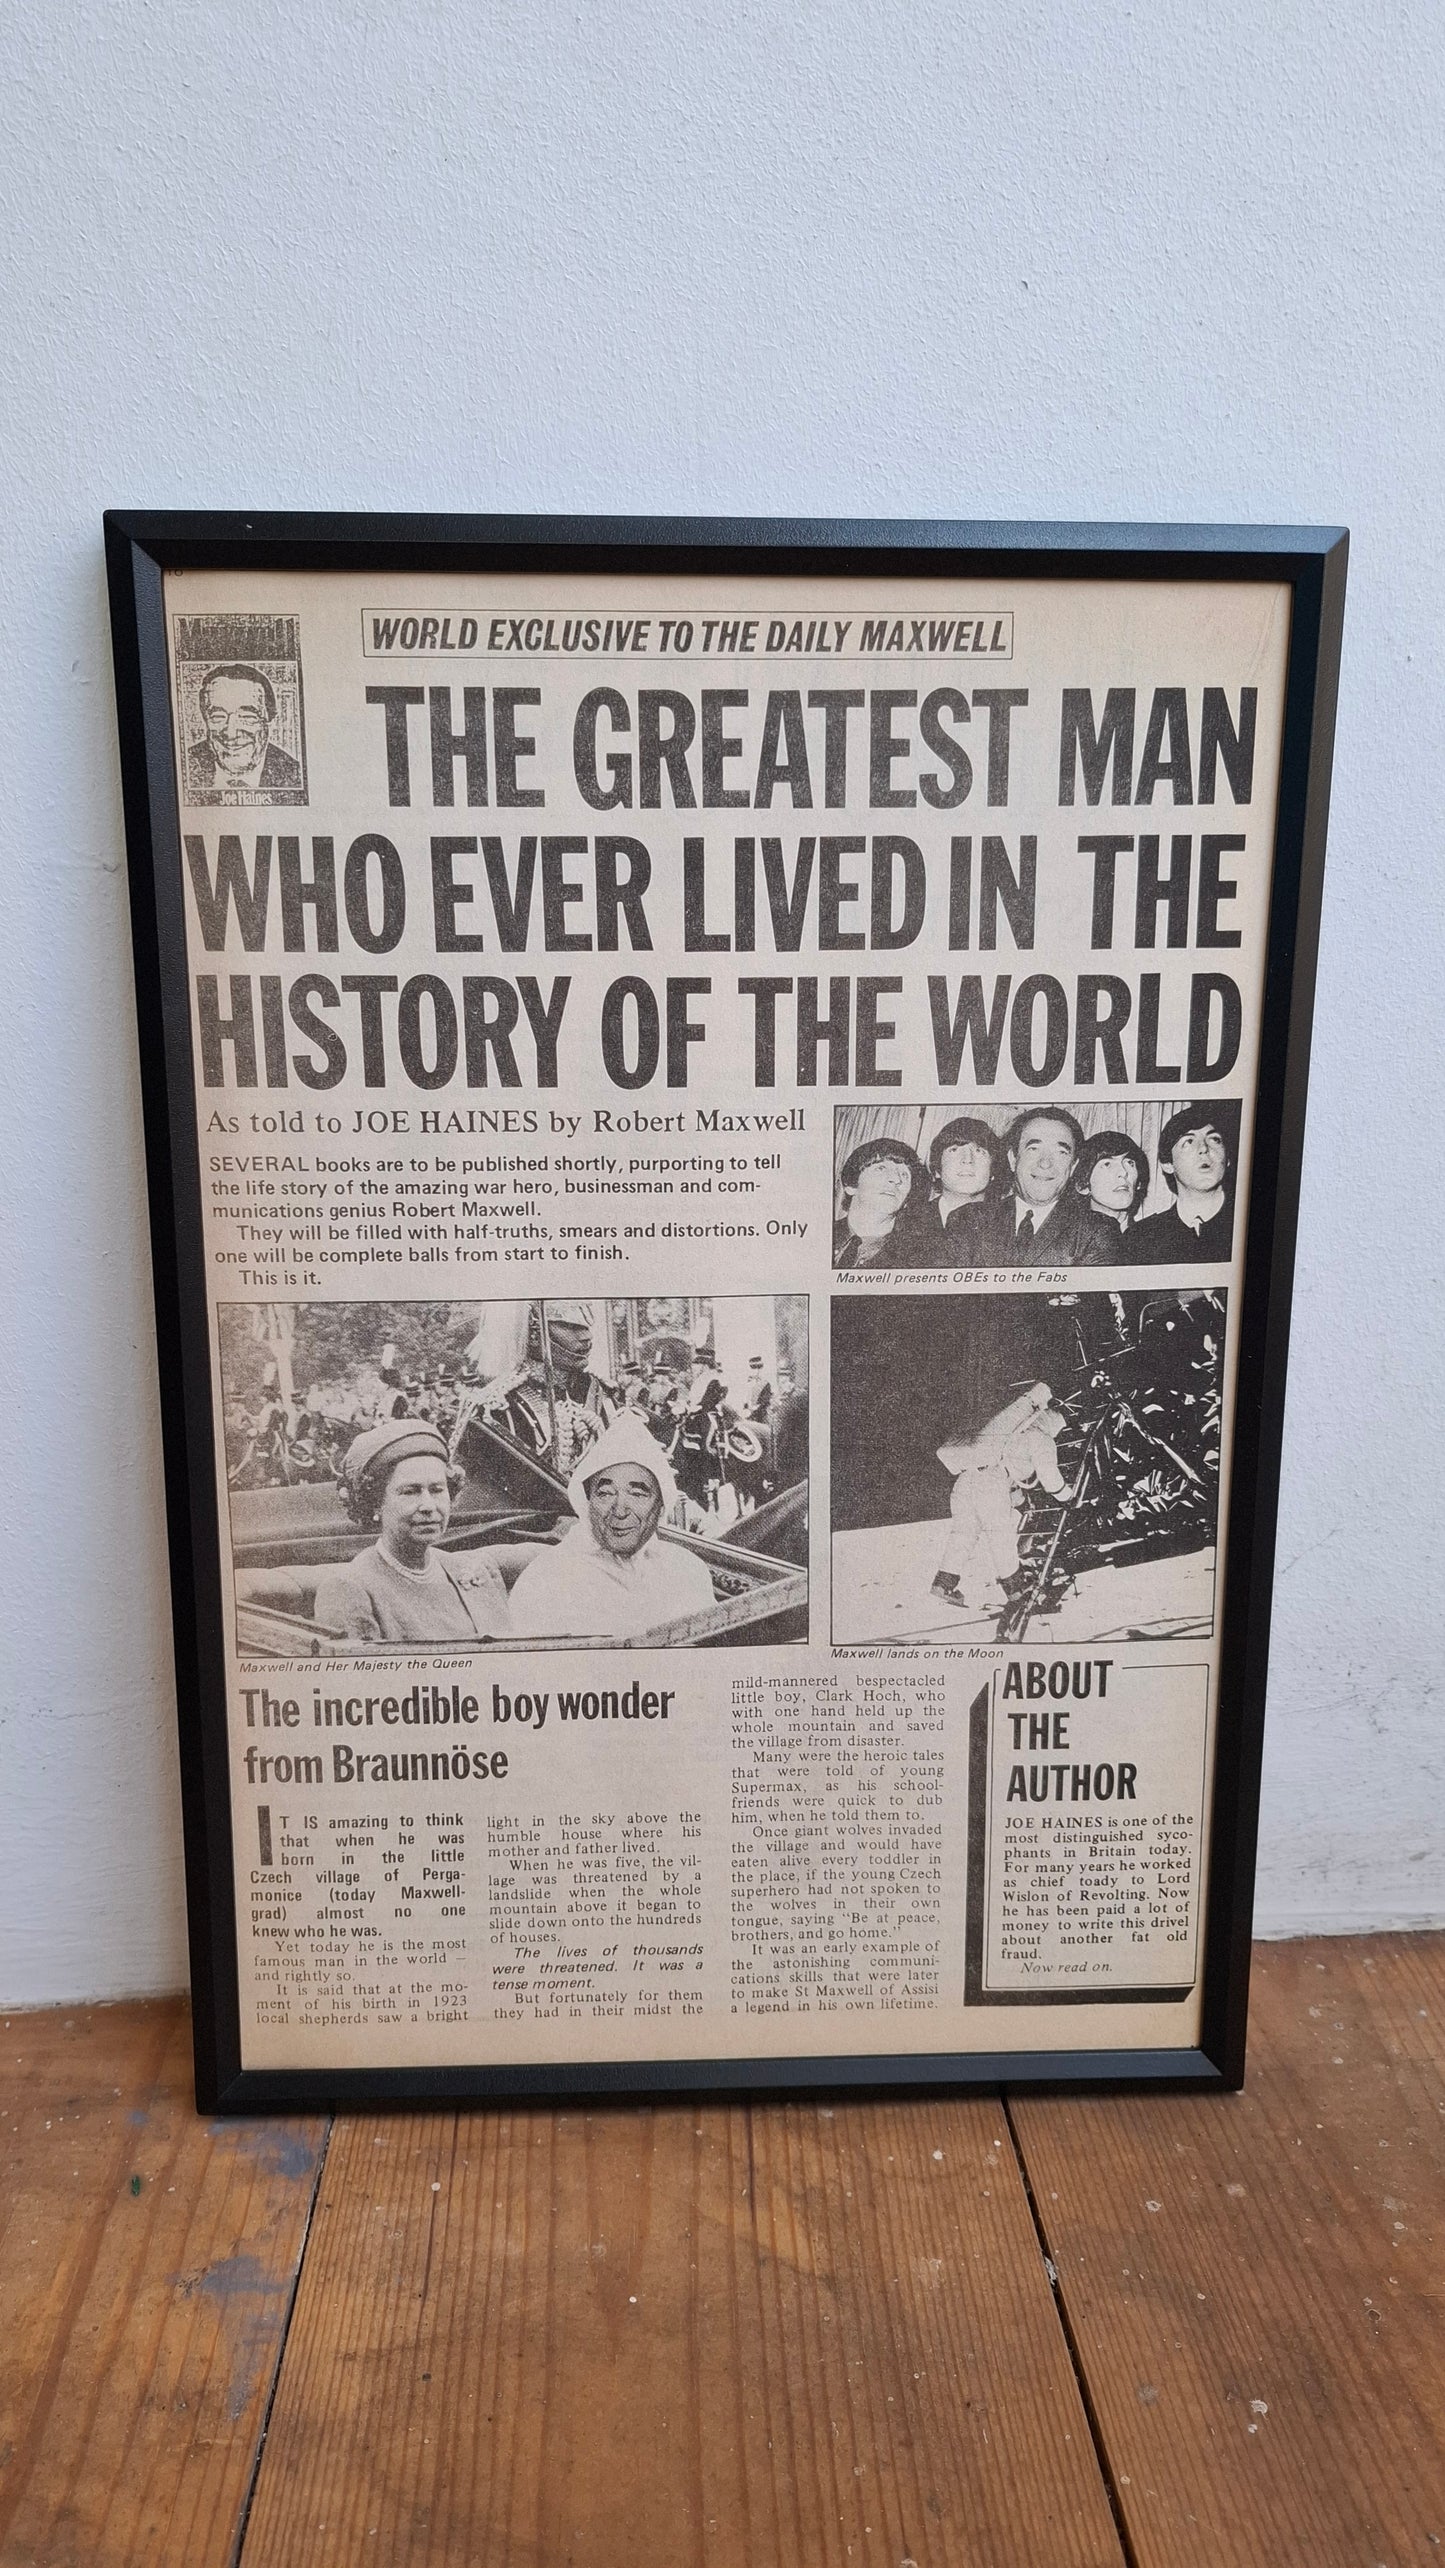 Maxwell
Joe Haines
WORLD EXCLUSIVE TO THE DAILY MAXWELL
THE GREATEST MAN
WHO EVER LIVED IN THE
HISTORY OF THE WORLD
As told to JOE HAINES by Robert Maxwell
SEVERAL books are to be published shortly, purporting to tell
the life story of the amazing war hero, businessman and com-
munications genius Robert Maxwell.
They will be filled with half-truths, smears and distortions. Only
one will be complete balls from start to finish.
This is it.
Maxwell presents OBEs to the Fabs
Maxwell and Her Majesty the Queen
Maxwell lands on the Moon
The incredible boy wonder
from Braunnöse
IT IS amazing to think
that when he was
born in the little
Czech village of Perga-
monice (today Maxwell-
grad) almost no one
knew who he was.
Yet today he is the most
famous man in the world —
and rightly so.
It is said that at the mo-
ment of his birth in 1923
local shepherds saw a bright
light in the sky above the
humble house where his
mother and father lived.
When he was five, the vil-
lage was threatened by a
landslide when the whole
mountain above it began to
slide down onto the hundreds
of houses.
The lives of thousands
were threatened. It was a
tense moment.
But fortunately for them
they had in their midst the
mild-mannered bespectacled
little boy, Clark Hoch, who
with one hand held up the
whole mountain and saved
the village from disaster.
Many were the heroic tales
that were told of young
Supermax, as his school-
friends were quick to dub
him, when he told them to.
Once giant wolves invaded
the village and would have
eaten alive every toddler in
the place, if the young Czech
superhero had not spoken to
the wolves in their own
tongue, saying "Be at peace,
brothers, and go home."
It was an early example of
the astonishing communi-
cations skills that were later
to make St Maxwell of Assisi
a legend in his own lifetime.
ABOUT
THE
AUTHOR
JOE HAINES is one of the
most distinguished syco-
phants in Britain today.
For many years he worked
as chief toady to Lord
Wislon of Revolting. Now
he has been paid a lot of
money to write this drivel
about another fat old
fraud.
Now read on.